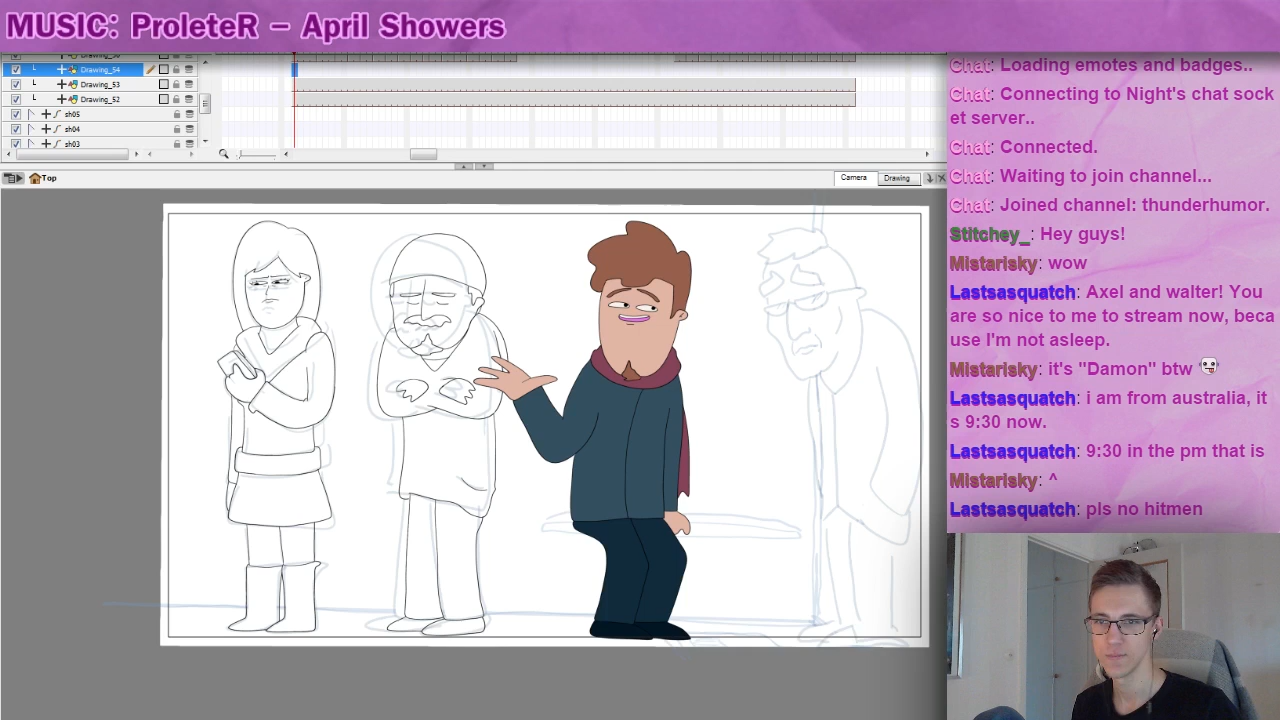 MUSIC: ProleteR – April Showers
Drawing_54
Drawing_53
Drawing_52
sh05
sh04
sh03
Top
Camera
Drawing
Chat: Loading emotes and badges..
Chat: Connecting to Night's chat sock
et server..
Chat: Connected.
Chat: Waiting to join channel...
Chat: Joined channel: thunderhumor.
Stitchey_: Hey guys!
Mistarisky: wow
Lastsasquatch: Axel and walter! You
are so nice to me to stream now, beca
use I'm not asleep.
Mistarisky: it's "Damon" btw
Lastsasquatch: i am from australia, it
s 9:30 now.
Lastsasquatch: 9:30 in the pm that is
Mistarisky: ^
Lastsasquatch: pls no hitmen